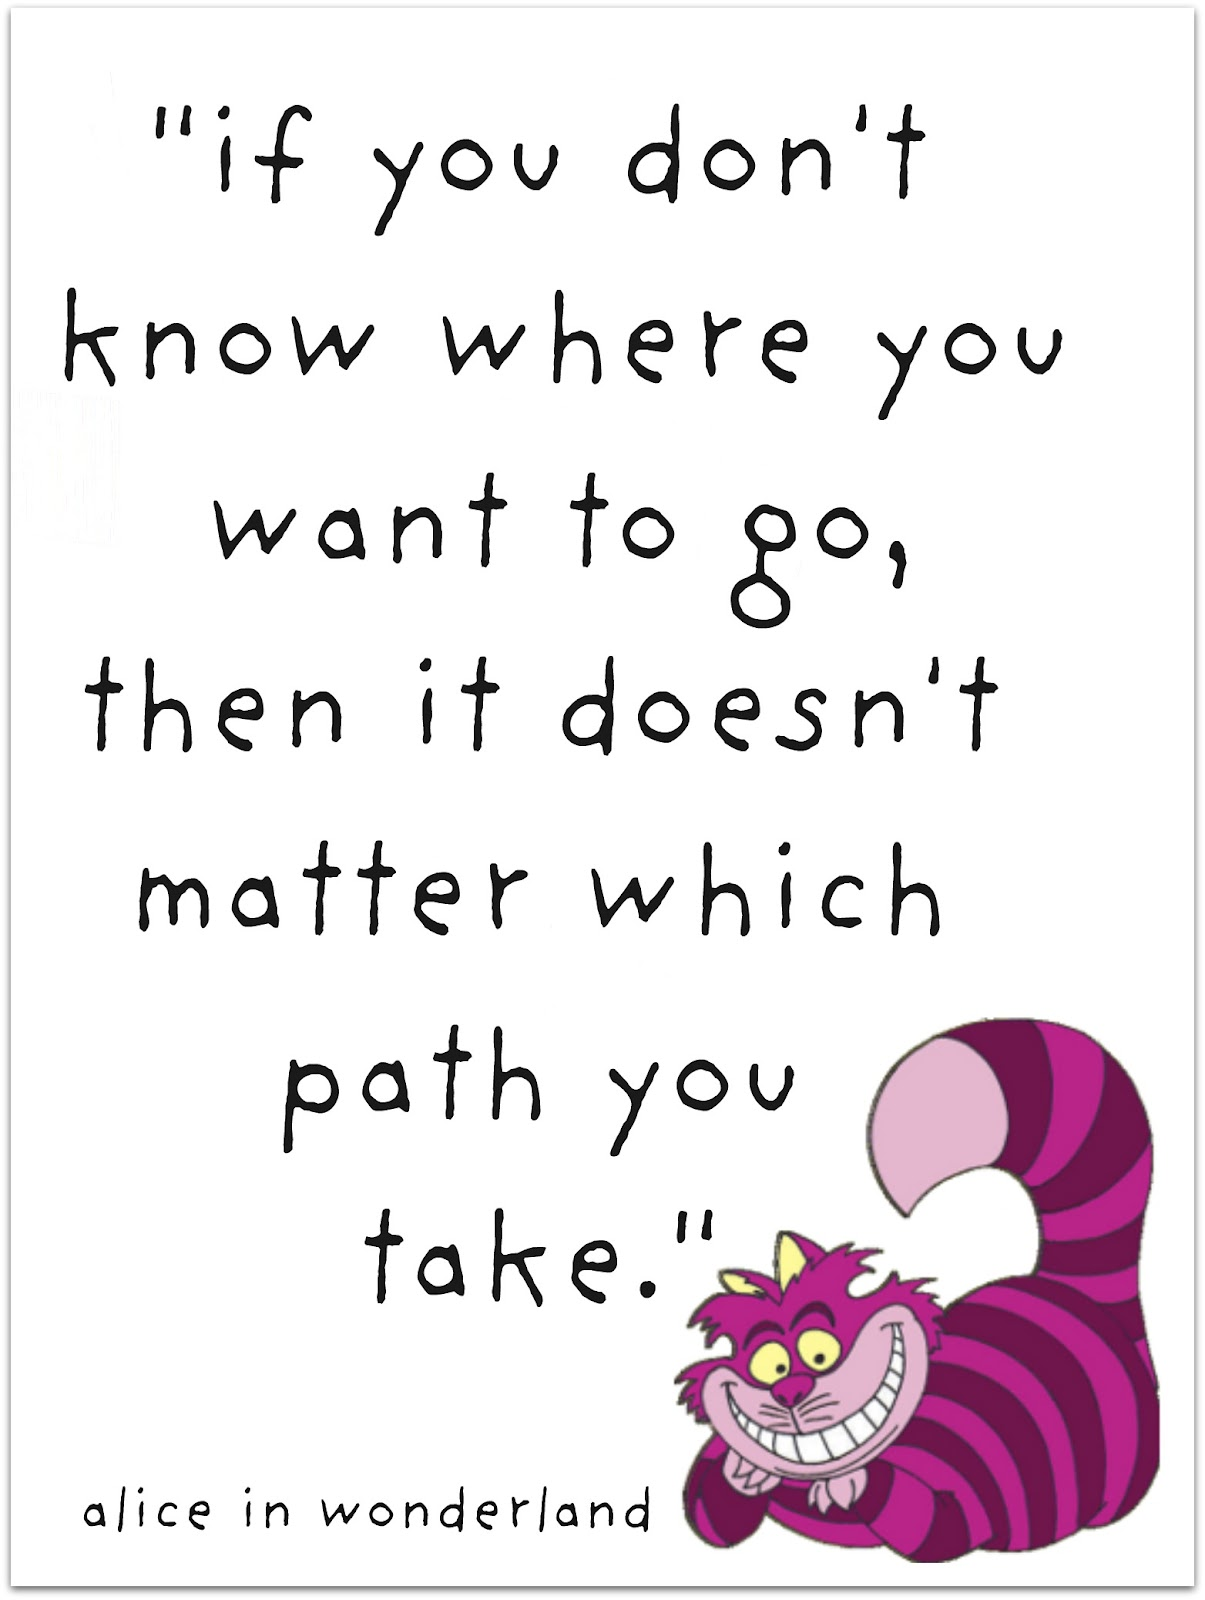 "if you don't
know where you
want to go,
then it doesn't
matter which
path you
take."
alice in wonderland